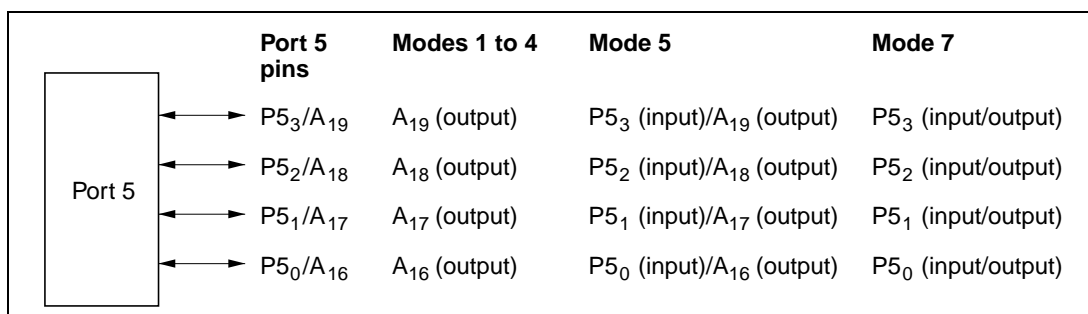 Port 5 pins Modes 1 to 4 Mode 5 Mode 7
P5₃/A₁₉ A₁₉ (output) P5₃ (input)/A₁₉ (output) P5₃ (input/output)
P5₂/A₁₈ A₁₈ (output) P5₂ (input)/A₁₈ (output) P5₂ (input/output)
Port 5
P5₁/A₁₇ A₁₇ (output) P5₁ (input)/A₁₇ (output) P5₁ (input/output)
P5₀/A₁₆ A₁₆ (output) P5₀ (input)/A₁₆ (output) P5₀ (input/output)